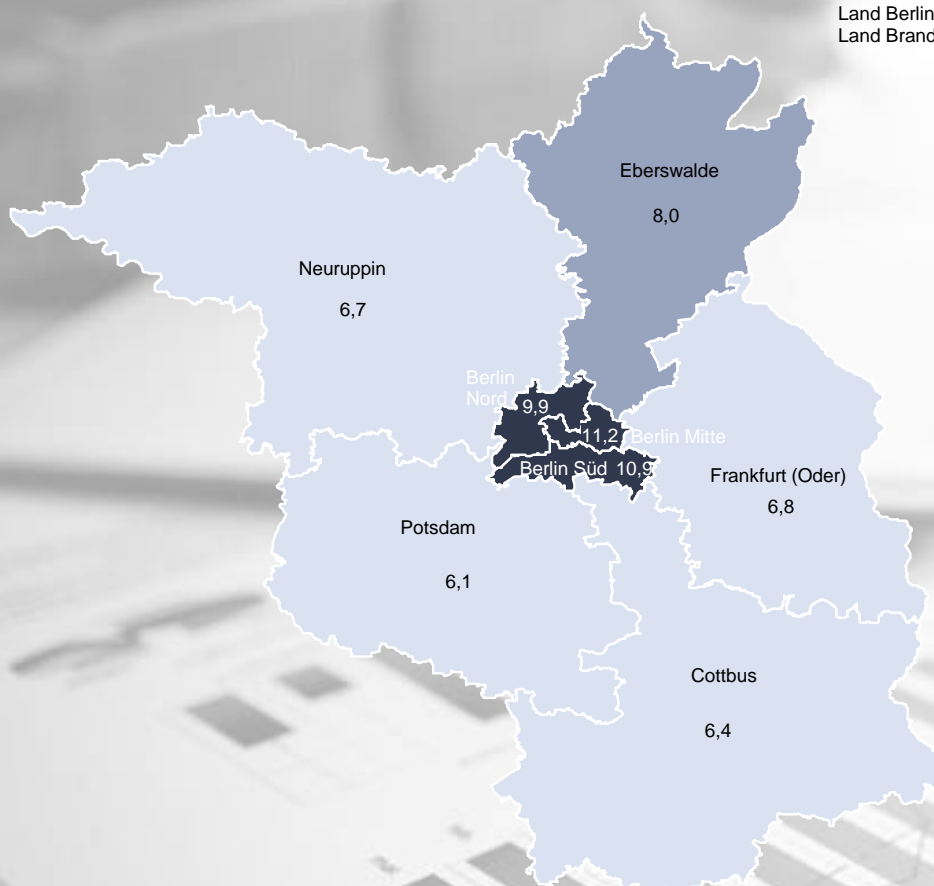 Land Berlin
Land Brand
Eberswalde
8,0
Neuruppin
6,7
Berlin
Nord
9,9
11,2 Berlin Mitte
Berlin Süd 10,9
Frankfurt (Oder)
6,8
Potsdam
6,1
Cottbus
6,4